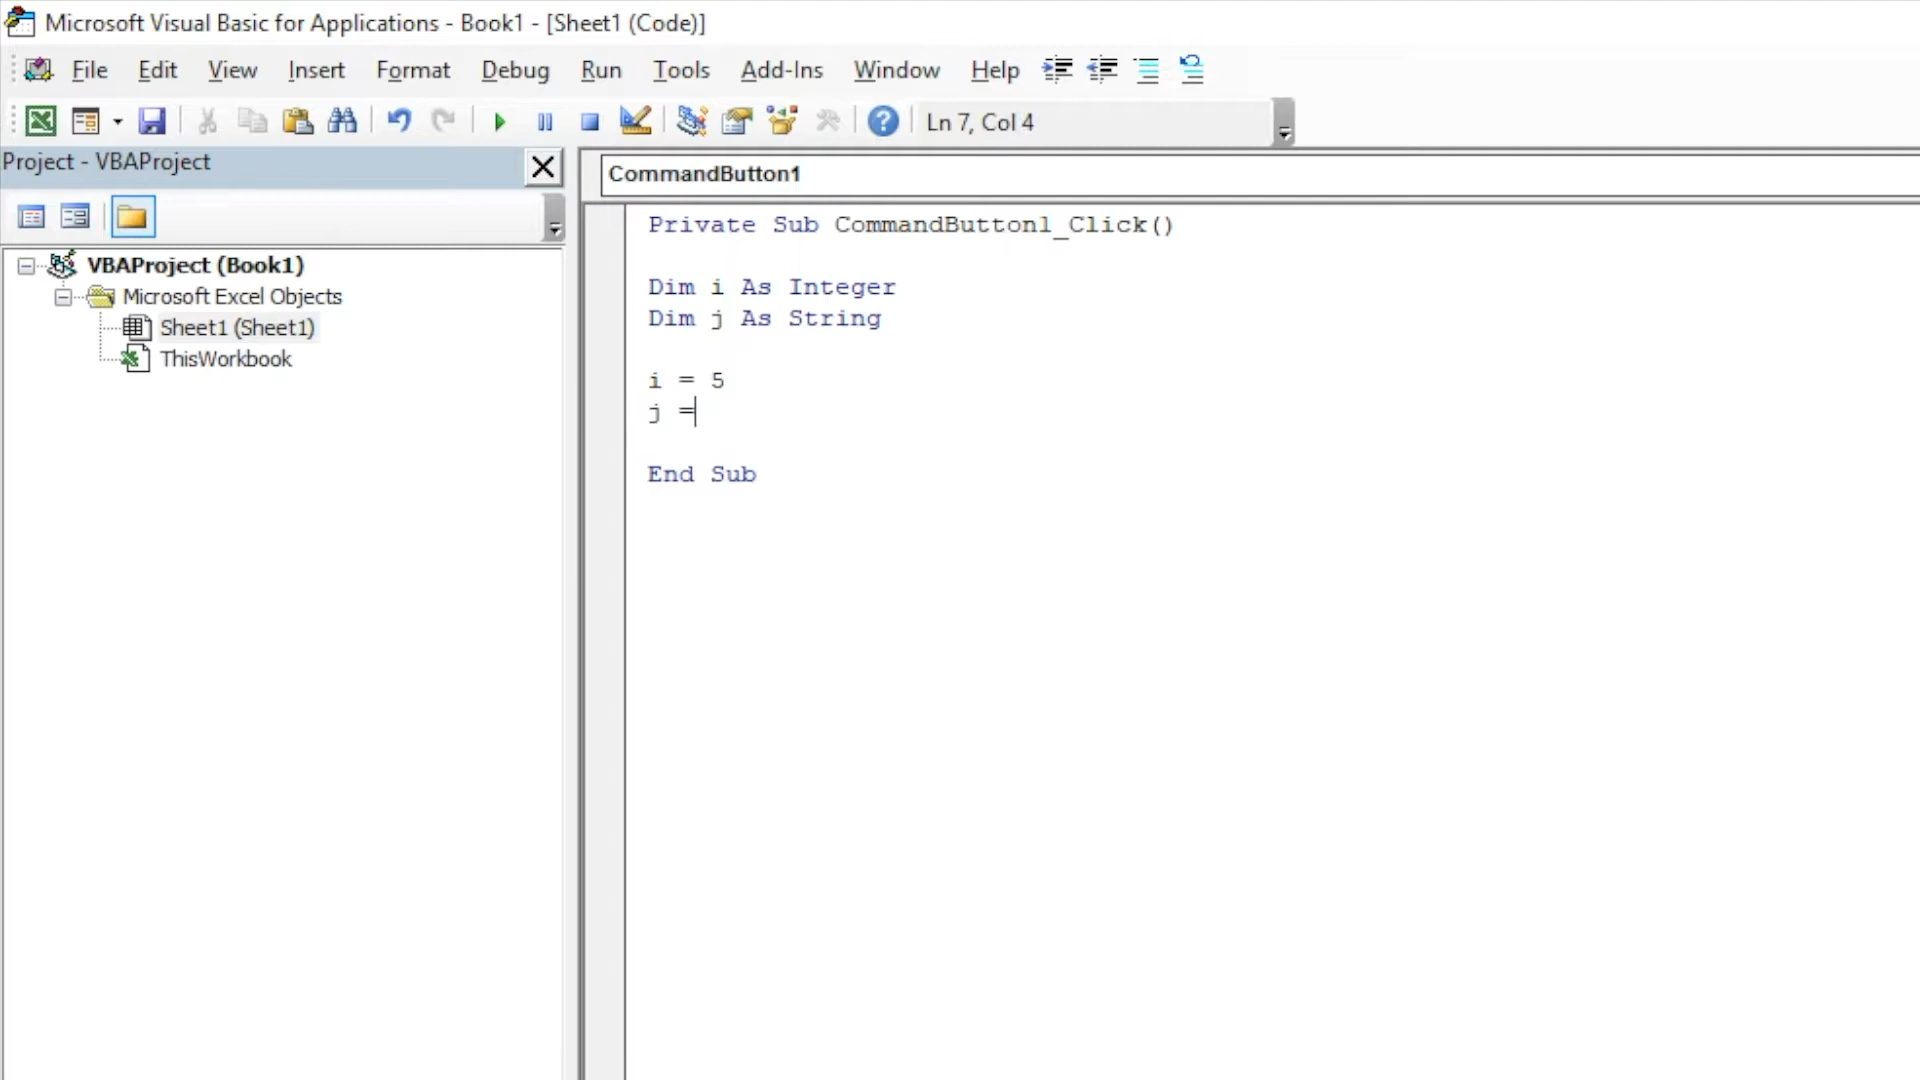 Microsoft Visual Basic for Applications - Book1 - [Sheet1 (Code)]
File Edit View Insert Format Debug Run Tools Add-Ins Window Help
Ln 7, Col 4
Project - VBAProject
CommandButton1
VBAProject (Book1)
Microsoft Excel Objects
Sheet1 (Sheet1)
ThisWorkbook
Private Sub CommandButton1_Click()
Dim i As Integer
Dim j As String
i = 5
j =
End Sub